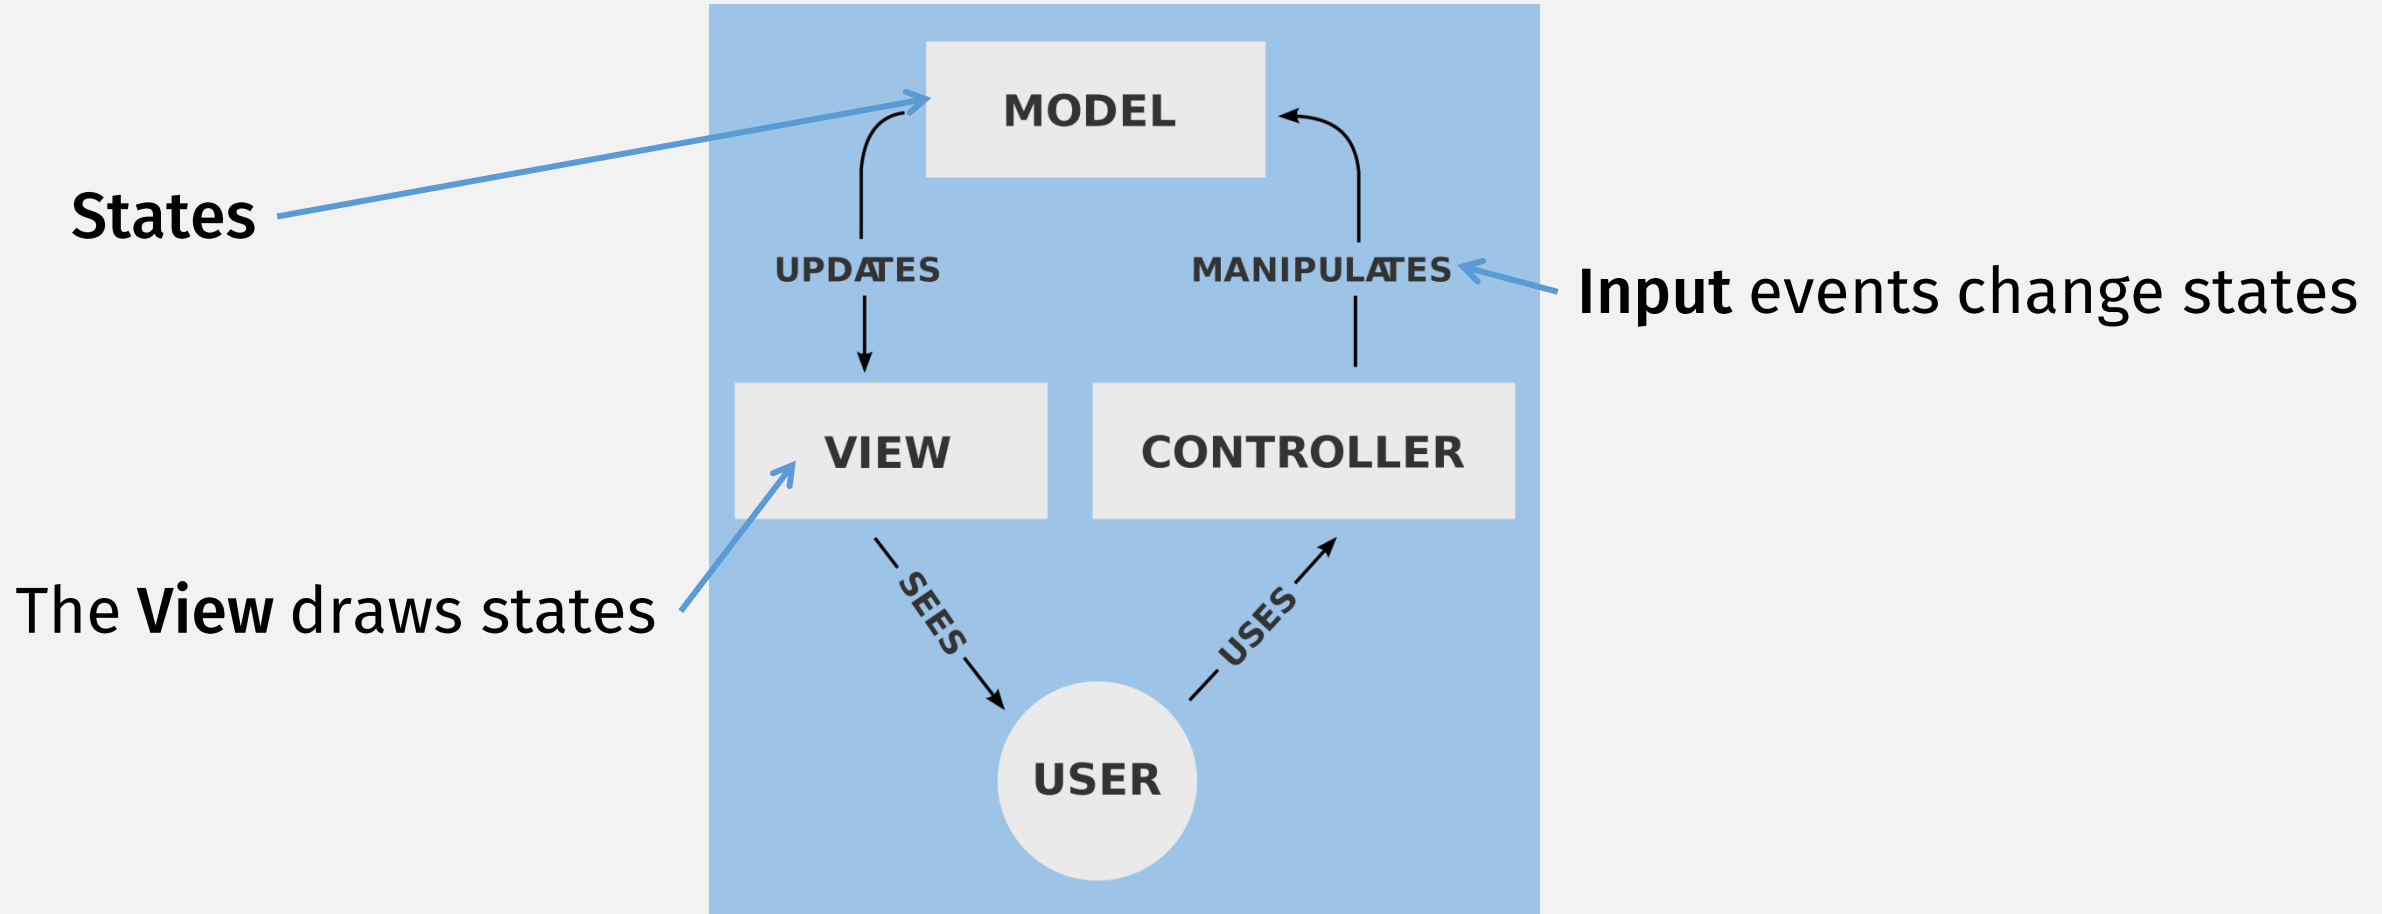 MODEL
States
UPDATES
MANIPULATES
Input events change states
VIEW
CONTROLLER
The View draws states
SEES
USES
USER